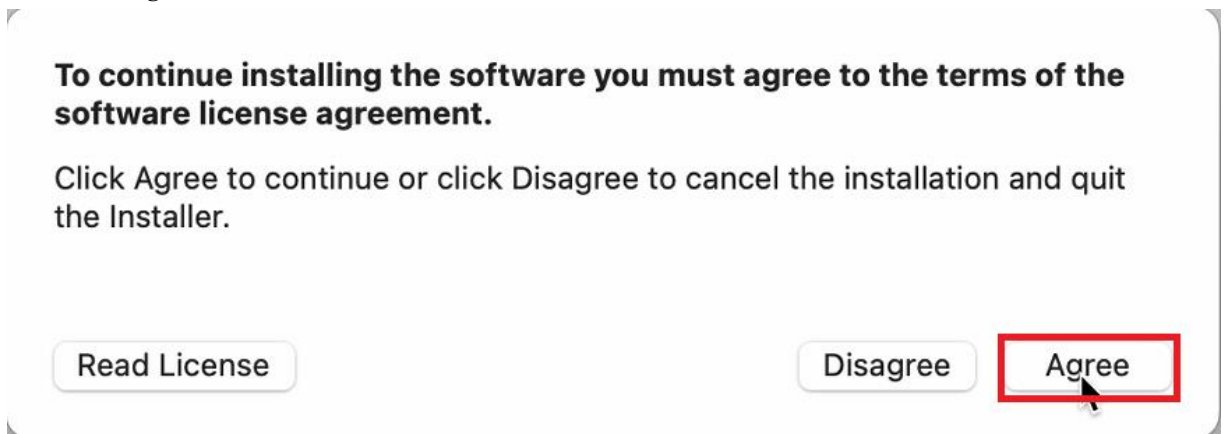 To continue installing the software you must agree to the terms of the
software license agreement.
Click Agree to continue or click Disagree to cancel the installation and quit
the Installer.
Read License
Disagree
Agree